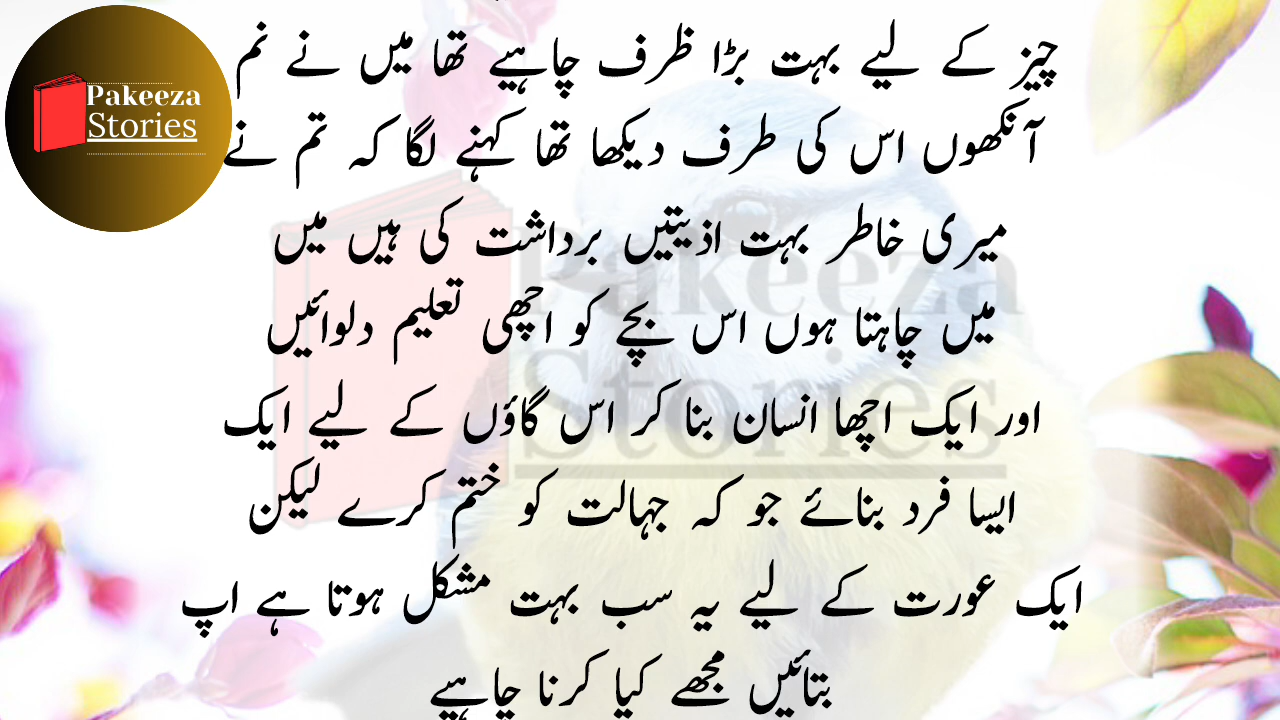 Pakeeza
Stories
چیز کے لیے بہت بڑا ظرف چاہیے تھا میں نے نم
آنکھوں اس کی طرف دیکھا تھا کہنے لگا کہ تم نے
میری خاطر بہت اذیتیں برداشت کی ہیں میں
میں چاہتا ہوں اس بچے کو اچھی تعلیم دلوائیں
اور ایک اچھا انسان بنا کر اس گاؤں کے لیے ایک
ایسا فرد بنائے جو کہ جہالت کو ختم کرے لیکن
ایک عورت کے لیے یہ سب بہت مشکل ہوتا ہے اپ
بتائیں مجھے کیا کرنا چاہیے
Pakeeza
Stories